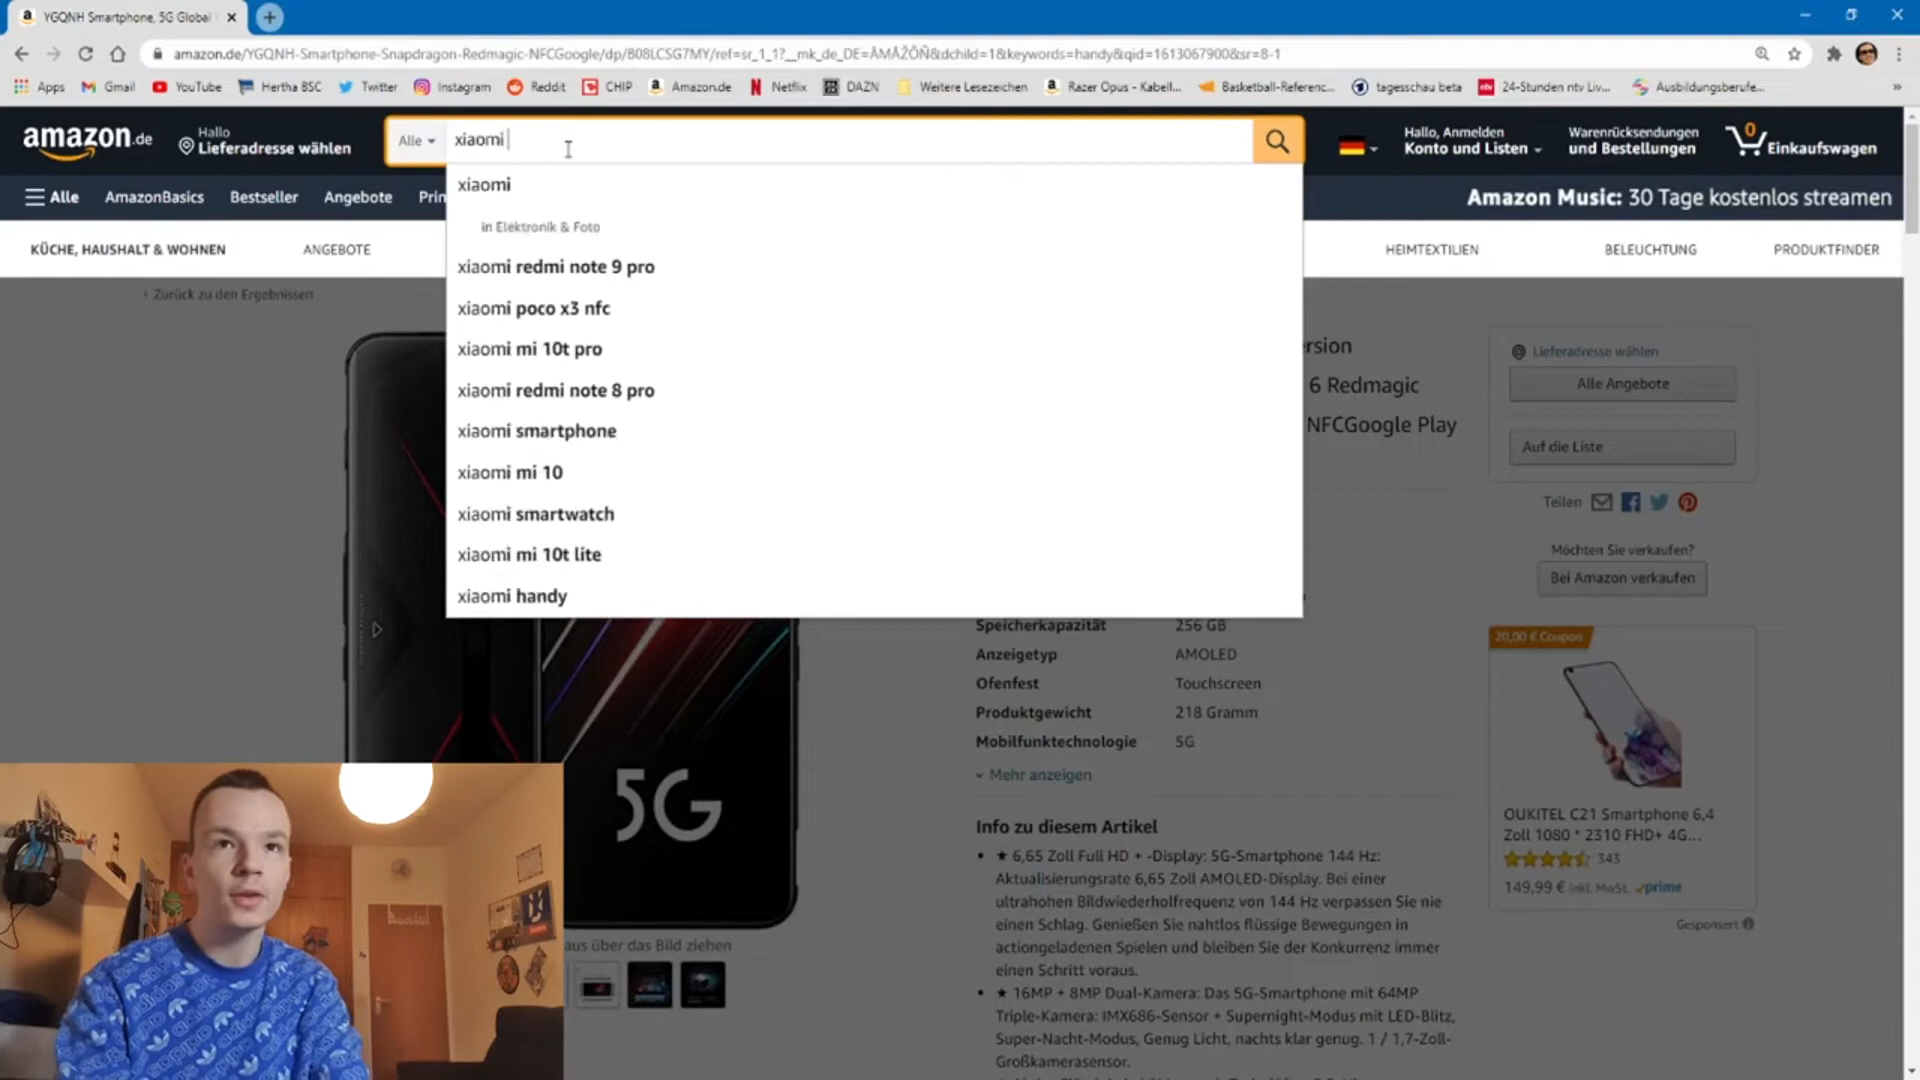 YGQNH Smartphone, 5G Global
amazon.de/YGQNH-Smartphone-Snapdragon-Redmagic-NFCGoogle/dp/B08LCSG7MY/ref=sr_1_1?__mk_de_DE=ÅMÅŽÕÑ&dchild=1&keywords=handy&qid=1613067900&sr=8-1
Apps Gmail YouTube Hertha BSC Twitter Instagram Reddit CHIP Amazon.de Netflix DAZN Weitere Lesezeichen Razer Opus - Kabell... Basketball-Referenc... tagesschau beta 24-Stunden ntv Liv... Ausbildungsberufe... »
amazon.de
Hallo
Lieferadresse wählen
Alle xiaomi
Hallo, Anmelden
Konto und Listen
Warenrücksendungen
und Bestellungen
0
Einkaufswagen
Alle AmazonBasics Bestseller Angebote Prin
Amazon Music: 30 Tage kostenlos streamen
KÜCHE, HAUSHALT & WOHNEN ANGEBOTE HEIMTEXTILIEN BELEUCHTUNG PRODUKTFINDER
xiaomi
in Elektronik & Foto
xiaomi redmi note 9 pro
xiaomi poco x3 nfc
xiaomi mi 10t pro
xiaomi redmi note 8 pro
xiaomi smartphone
xiaomi mi 10
xiaomi smartwatch
xiaomi mi 10t lite
xiaomi handy
‹ Zurück zu den Ergebnissen
rsion
6 Redmagic
NFCGoogle Play
Lieferadresse wählen
Alle Angebote
Auf die Liste
Teilen
Möchten Sie verkaufen?
Bei Amazon verkaufen
Speicherkapazität 256 GB
Anzeigetyp AMOLED
Ofenfest Touchscreen
Produktgewicht 218 Gramm
Mobilfunktechnologie 5G
Mehr anzeigen
Info zu diesem Artikel
• ★ 6,65 Zoll Full HD + -Display: 5G-Smartphone 144 Hz:
Aktualisierungsrate 6,65 Zoll AMOLED-Display. Bei einer
ultrahohen Bildwiederholfrequenz von 144 Hz verpassen Sie nie
einen Schlag. Genießen Sie nahtlos flüssige Bewegungen in
actiongeladenen Spielen und bleiben Sie der Konkurrenz immer
einen Schritt voraus.
• ★ 16MP + 8MP Dual-Kamera: Das 5G-Smartphone mit 64MP
Triple-Kamera: IMX686-Sensor + Supernight-Modus mit LED-Blitz,
Super-Nacht-Modus, Genug Licht, nachts klar genug. 1 / 1,7-Zoll-
Großkamerasensor.
20,00 € Coupon
OUKITEL C21 Smartphone 6,4
Zoll 1080 * 2310 FHD+ 4G...
343
149,99 € inkl. MwSt. prime
Gesponsert
5G
aus über das Bild ziehen